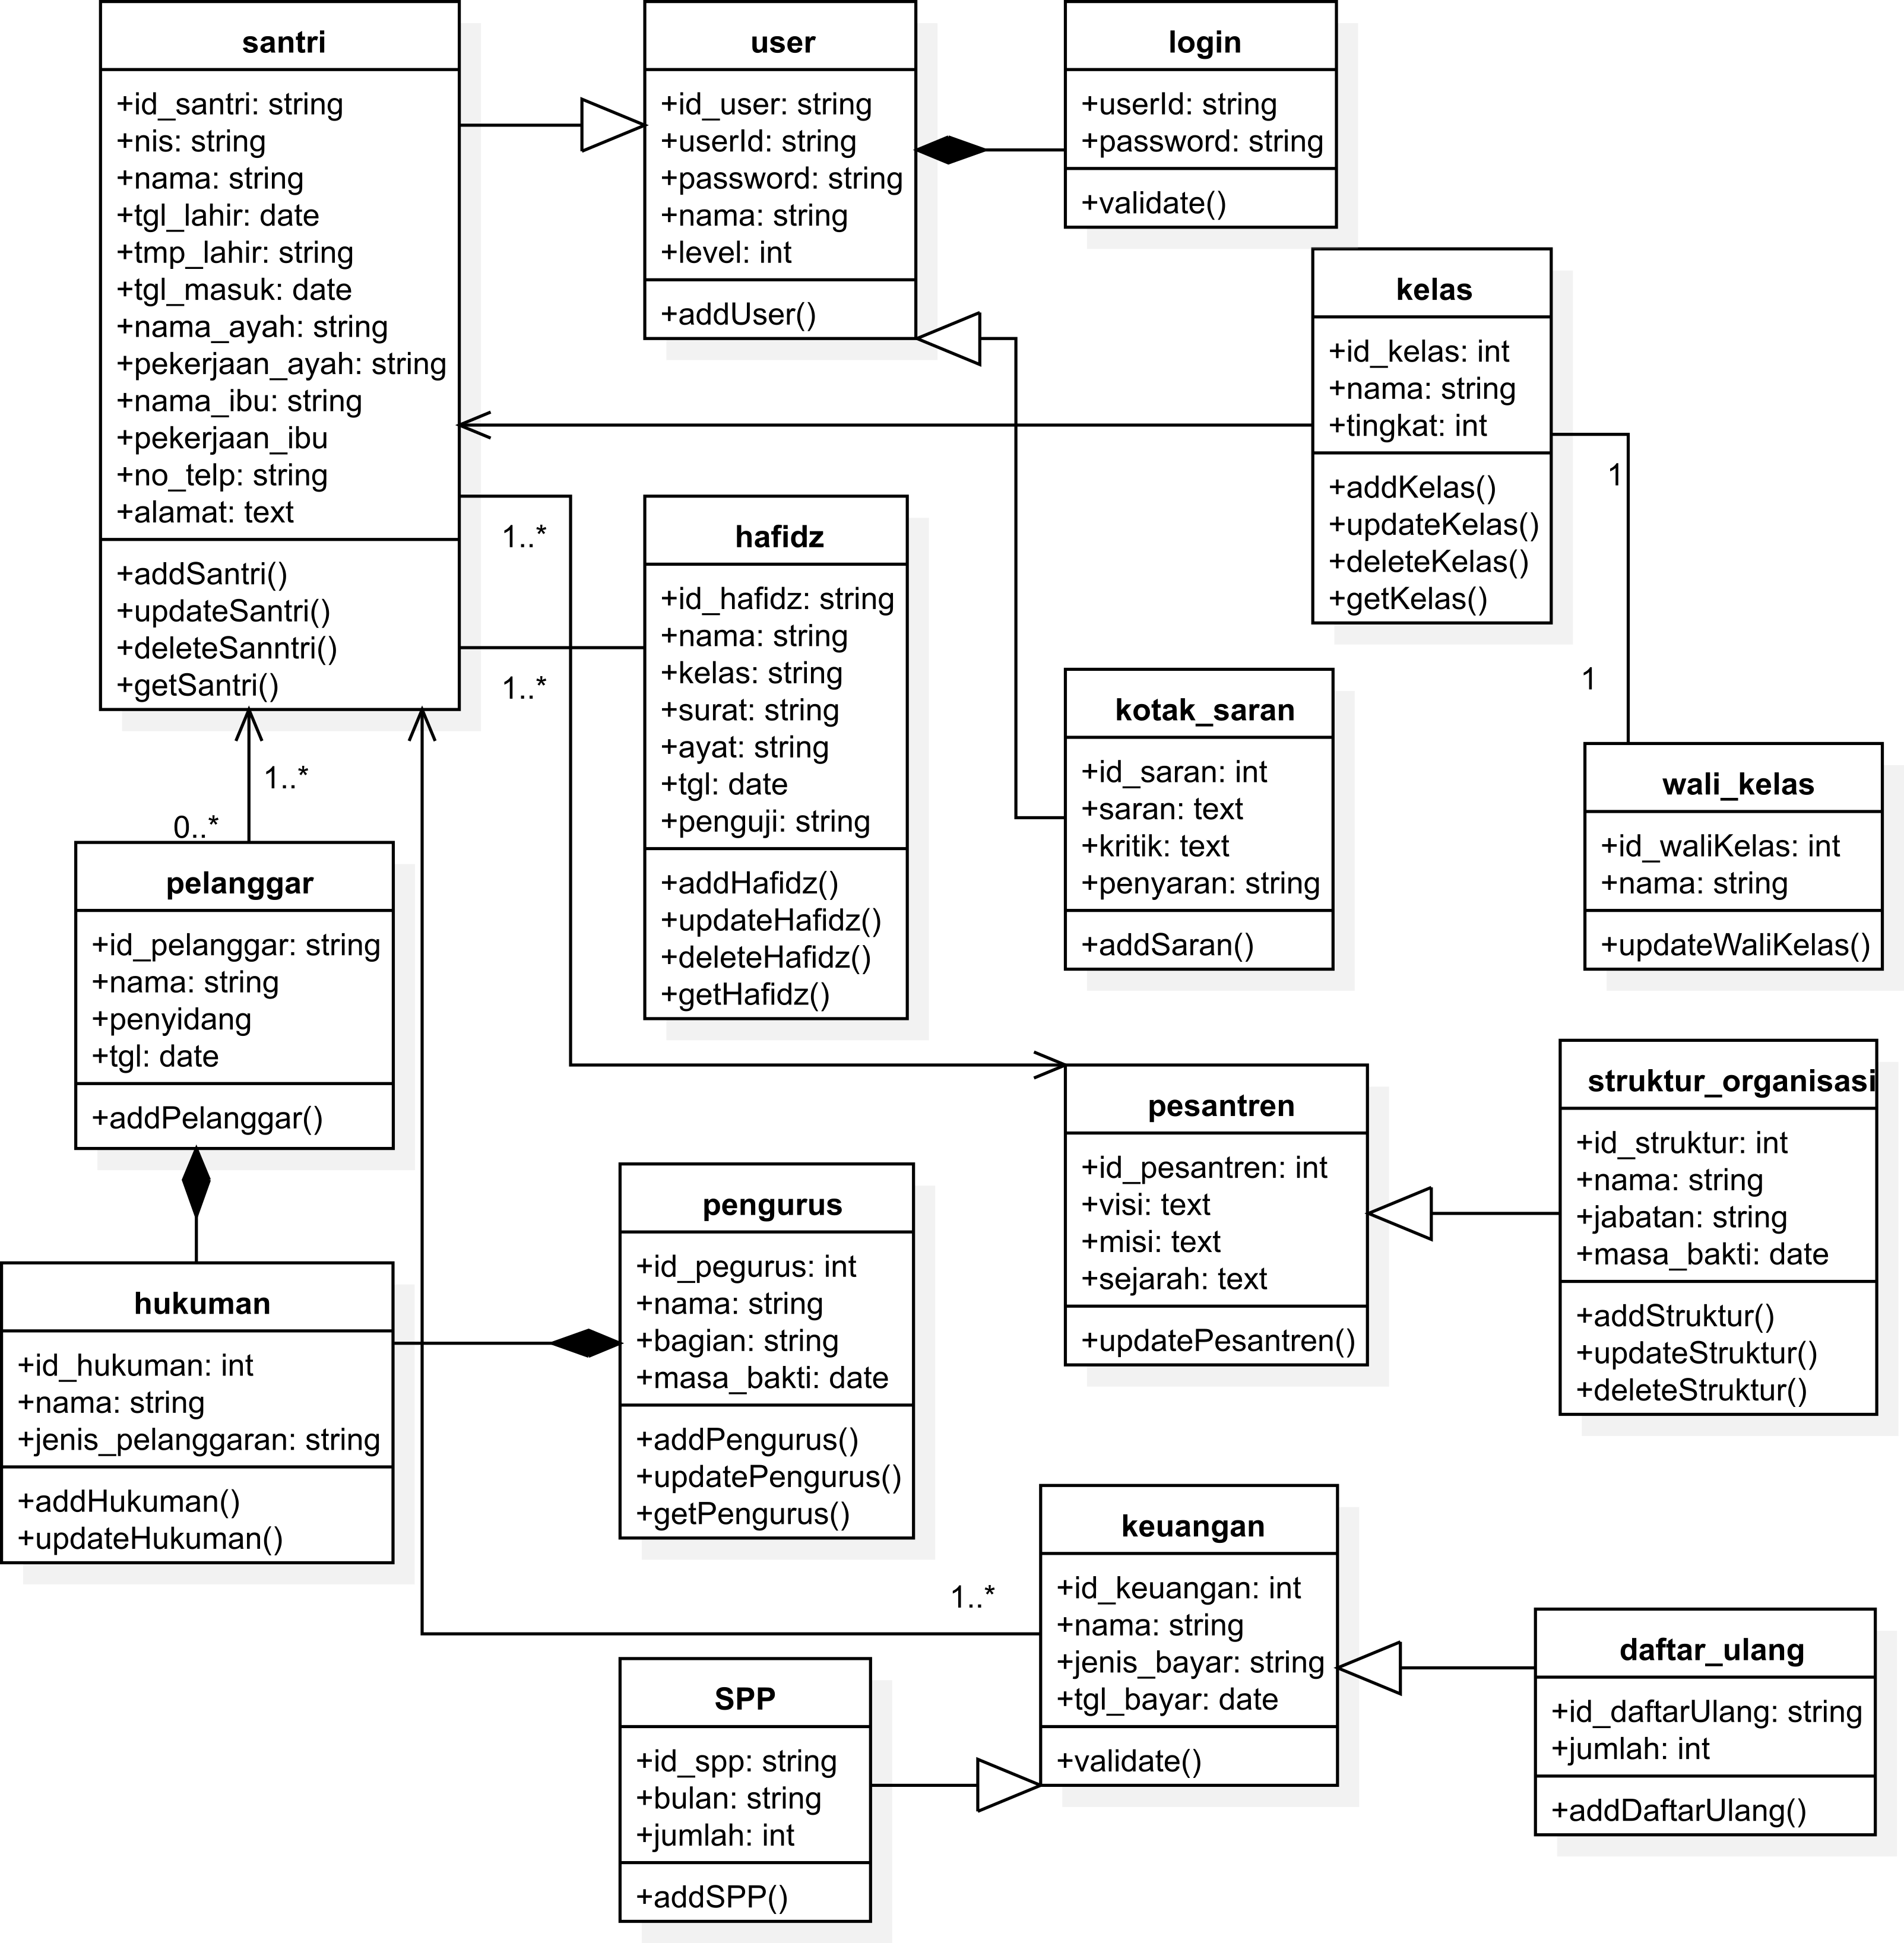 santri
+id_santri: string
+nis: string
+nama: string
+tgl_lahir: date
+tmp_lahir: string
+tgl_masuk: date
+nama_ayah: string
+pekerjaan_ayah: string
+nama_ibu: string
+pekerjaan_ibu
+no_telp: string
+alamat: text
+addSantri()
+updateSantri()
+deleteSanntri()
+getSantri()
user
+id_user: string
+userId: string
+password: string
+nama: string
+level: int
+addUser()
login
+userId: string
+password: string
+validate()
kelas
+id_kelas: int
+nama: string
+tingkat: int
+addKelas()
+updateKelas()
+deleteKelas()
+getKelas()
1
1
1..*
1..*
hafidz
+id_hafidz: string
+nama: string
+kelas: string
+surat: string
+ayat: string
+tgl: date
+penguji: string
+addHafidz()
+updateHafidz()
+deleteHafidz()
+getHafidz()
kotak_saran
+id_saran: int
+saran: text
+kritik: text
+penyaran: string
+addSaran()
wali_kelas
+id_waliKelas: int
+nama: string
+updateWaliKelas()
1..*
0..*
pelanggar
+id_pelanggar: string
+nama: string
+penyidang
+tgl: date
+addPelanggar()
pesantren
+id_pesantren: int
+visi: text
+misi: text
+sejarah: text
+updatePesantren()
struktur_organisasi
+id_struktur: int
+nama: string
+jabatan: string
+masa_bakti: date
+addStruktur()
+updateStruktur()
+deleteStruktur()
hukuman
+id_hukuman: int
+nama: string
+jenis_pelanggaran: string
+addHukuman()
+updateHukuman()
pengurus
+id_pegurus: int
+nama: string
+bagian: string
+masa_bakti: date
+addPengurus()
+updatePengurus()
+getPengurus()
1..*
keuangan
+id_keuangan: int
+nama: string
+jenis_bayar: string
+tgl_bayar: date
+validate()
SPP
+id_spp: string
+bulan: string
+jumlah: int
+addSPP()
daftar_ulang
+id_daftarUlang: string
+jumlah: int
+addDaftarUlang()